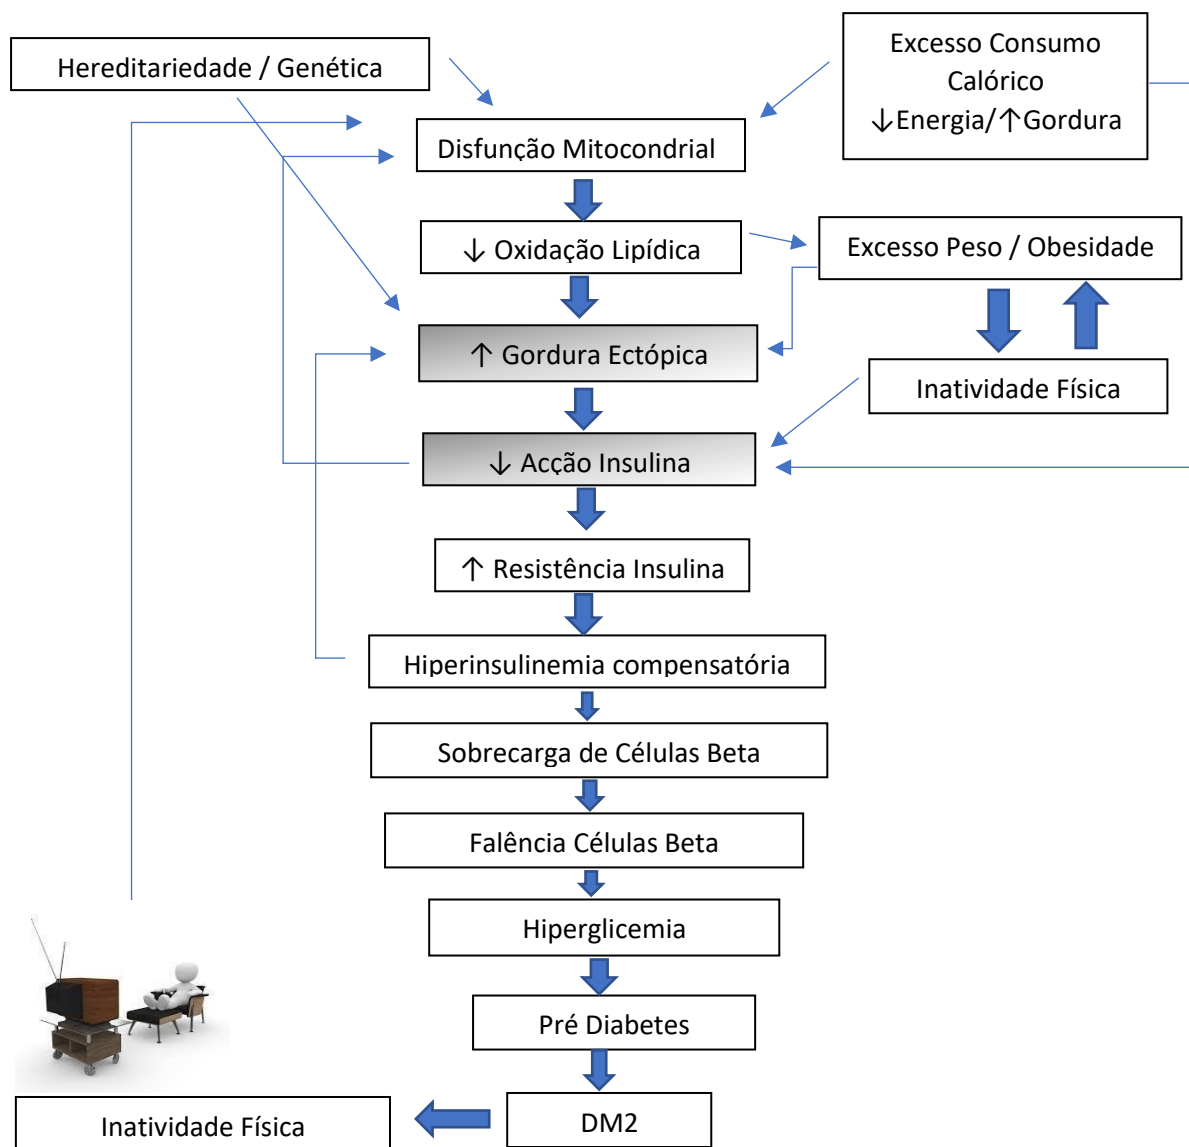 Hereditariedade / Genética
Excesso Consumo
Calórico
↓Energia/↑Gordura
Disfunção Mitocondrial
↓ Oxidação Lipídica
Excesso Peso / Obesidade
↑ Gordura Ectópica
Inatividade Física
↓ Acção Insulina
↑ Resistência Insulina
Hiperinsulinemia compensatória
Sobrecarga de Células Beta
Falência Células Beta
Hiperglicemia
Pré Diabetes
DM2
Inatividade Física